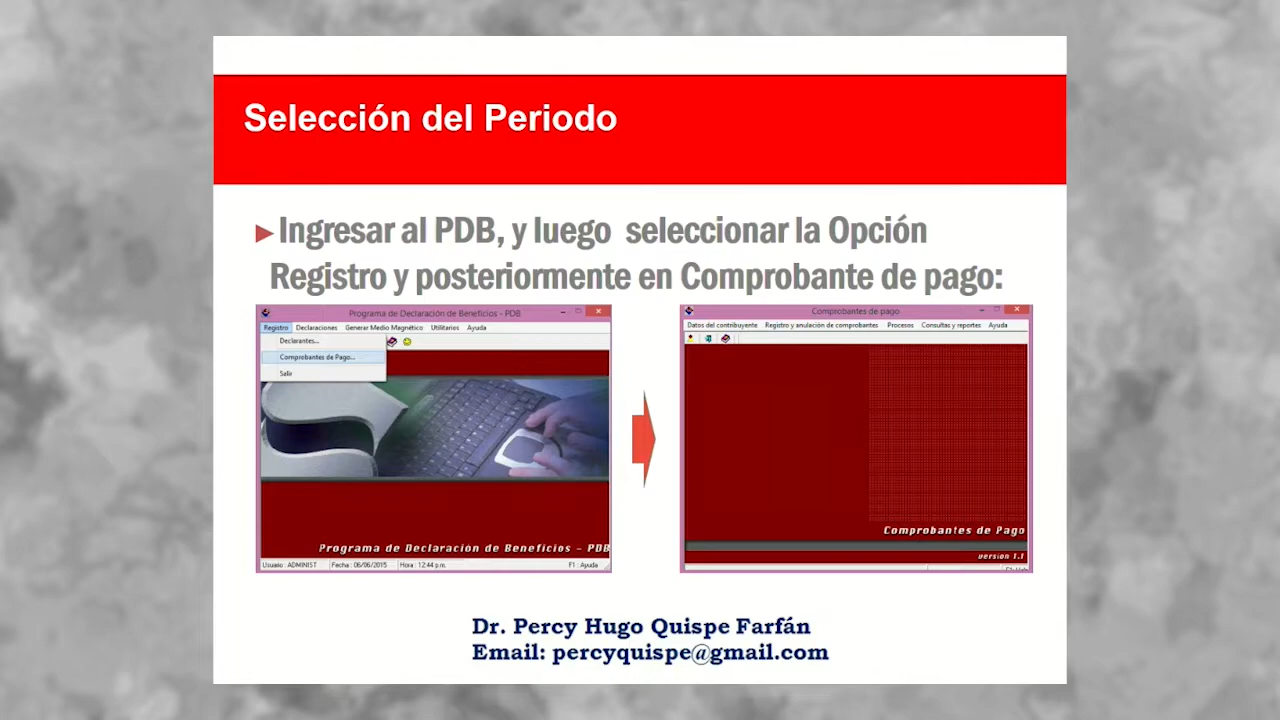 Selección del Periodo
►Ingresar al PDB, y luego seleccionar la Opción
Registro y posteriormente en Comprobante de pago:
Programa de Declaración de Beneficios - PDB
Registro Declaraciones Generar Medio Magnético Utilitarios Ayuda
Declarantes...
Comprobantes de Pago...
Salir
Programa de Declaración de Beneficios - PDB
Usuario : ADMINIST Fecha : 06/06/2015 Hora : 12:44 p.m. F1 : Ayuda
Comprobantes de pago
Datos del contribuyente Registro y anulación de comprobantes Procesos Consultas y reportes Ayuda
Comprobantes de Pago
version 1.1
Dr. Percy Hugo Quispe Farfán
Email: percyquispe@gmail.com